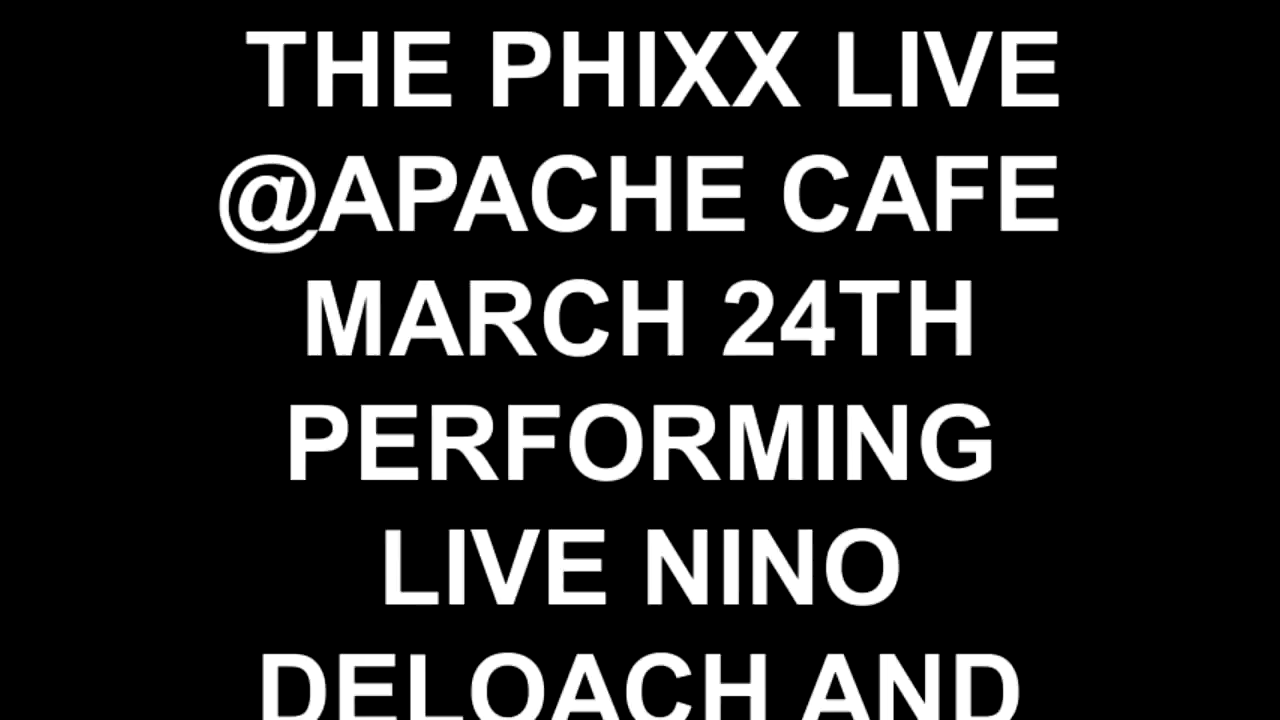 THE PHIXX LIVE
@APACHE CAFE
MARCH 24TH
PERFORMING
LIVE NINO
DELOACH AND